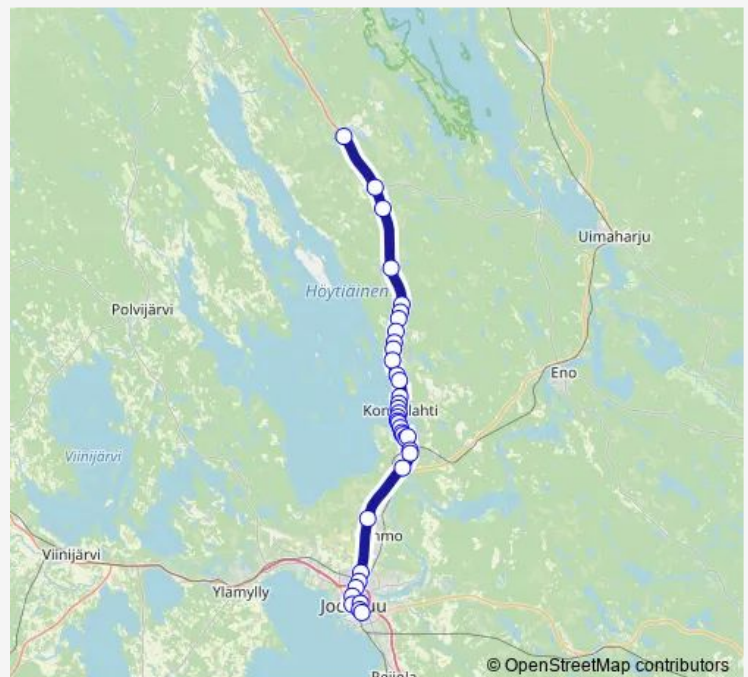 Uimaharju
Höytiäinen
Polvijärvi
Eno
Viinijärvi
Viinijärvi
Ylämylly
© OpenStreetMap contributors